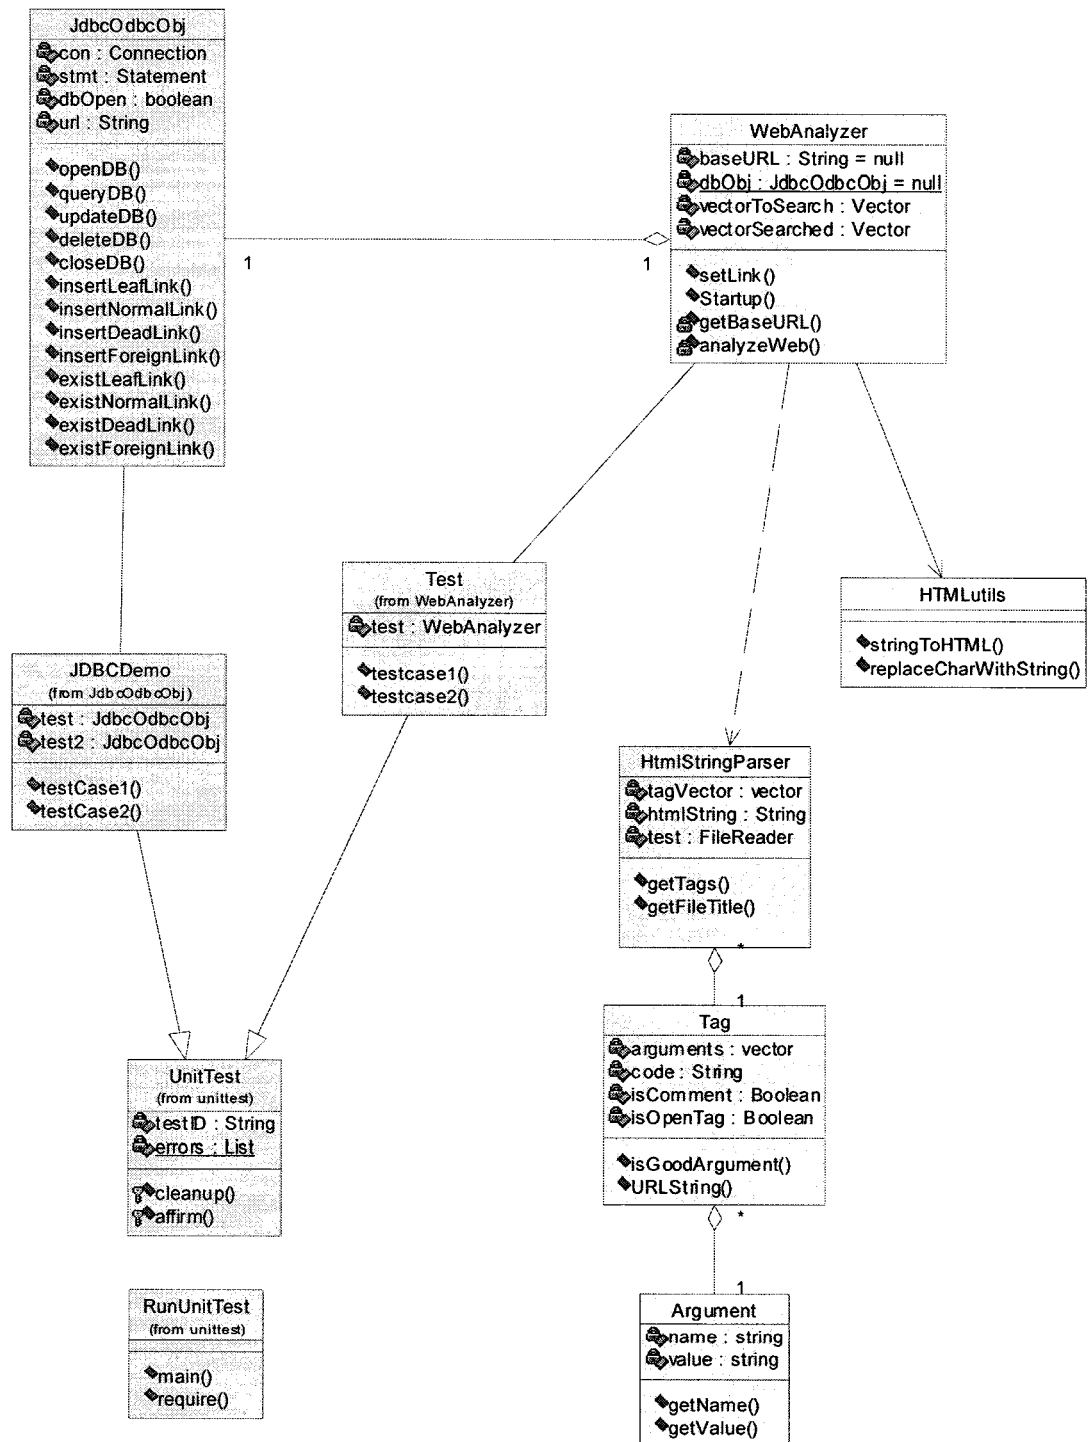 JdbcOdbcObj
con : Connection
stmt : Statement
dbOpen : boolean
url : String
openDB()
queryDB()
updateDB()
deleteDB()
closeDB()
insertLeafLink()
insertNormalLink()
insertDeadLink()
insertForeignLink()
existLeafLink()
existNormalLink()
existDeadLink()
existForeignLink()
1
1
WebAnalyzer
baseURL : String = null
dbObj : JdbcOdbcObj = null
vectorToSearch : Vector
vectorSearched : Vector
setLink()
Startup()
getBaseURL()
analyzeWeb()
Test
(from WebAnalyzer)
test : WebAnalyzer
testcase1()
testcase2()
HTMLutils
stringToHTML()
replaceCharWithString()
JDBCDemo
(from JdbcOdbcObj)
test : JdbcOdbcObj
test2 : JdbcOdbcObj
testCase1()
testCase2()
HtmlStringParser
tagVector : vector
htmlString : String
test : FileReader
getTags()
getFileTitle()
*
1
Tag
arguments : vector
code : String
isComment : Boolean
isOpenTag : Boolean
isGoodArgument()
URLString()
*
1
UnitTest
(from unittest)
testID : String
errors : List
cleanup()
affirm()
RunUnitTest
(from unittest)
main()
require()
Argument
name : string
value : string
getName()
getValue()